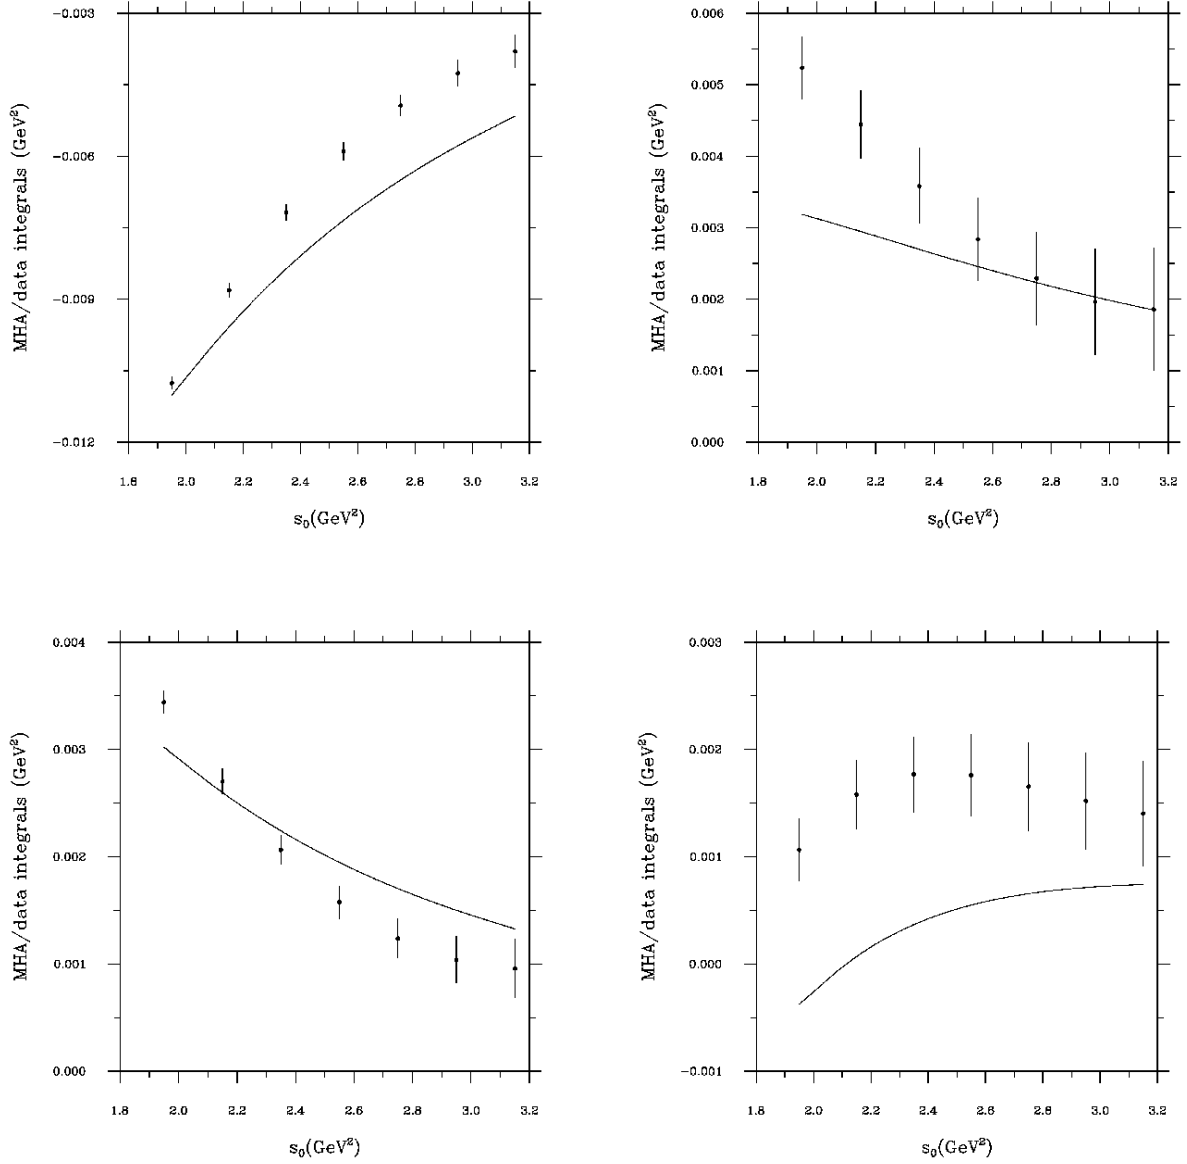 -0.003
-0.006
-0.009
-0.012
MHA/data integrals (GeV²)
1.8 2.0 2.2 2.4 2.6 2.8 3.0 3.2
s₀(GeV²)
0.006
0.005
0.004
0.003
0.002
0.001
0.000
MHA/data integrals (GeV²)
1.8 2.0 2.2 2.4 2.6 2.8 3.0 3.2
s₀(GeV²)
0.004
0.003
0.002
0.001
0.000
MHA/data integrals (GeV²)
1.8 2.0 2.2 2.4 2.6 2.8 3.0 3.2
s₀(GeV²)
0.003
0.002
0.001
0.000
-0.001
MHA/data integrals (GeV²)
1.8 2.0 2.2 2.4 2.6 2.8 3.0 3.2
s₀(GeV²)